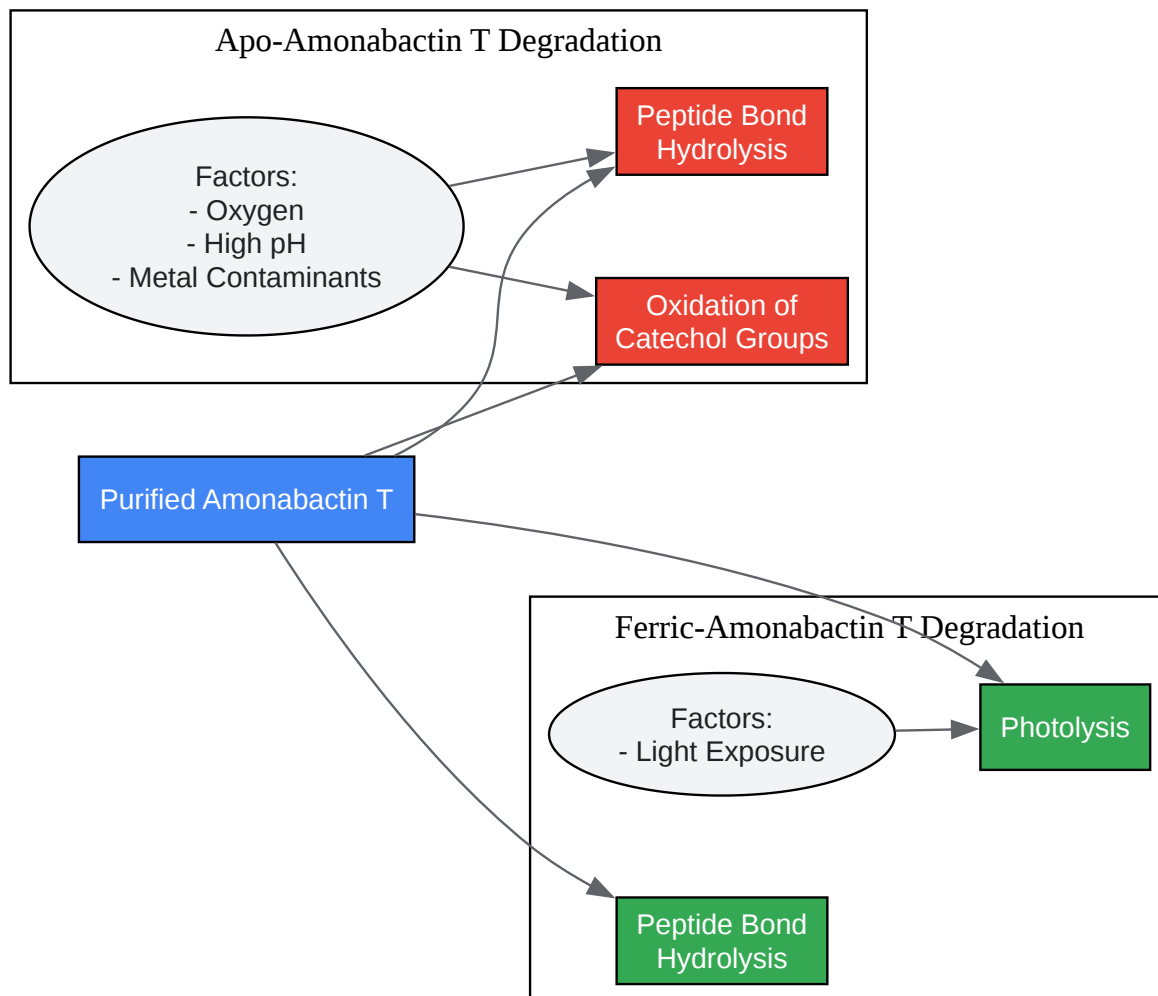 Apo-Amonabactin T Degradation
Peptide Bond
Hydrolysis
Factors:
- Oxygen
- High pH
- Metal Contaminants
Oxidation of
Catechol Groups
Purified Amonabactin T
Ferric-Amonabactin T Degradation
Factors:
- Light Exposure
Photolysis
Peptide Bond
Hydrolysis